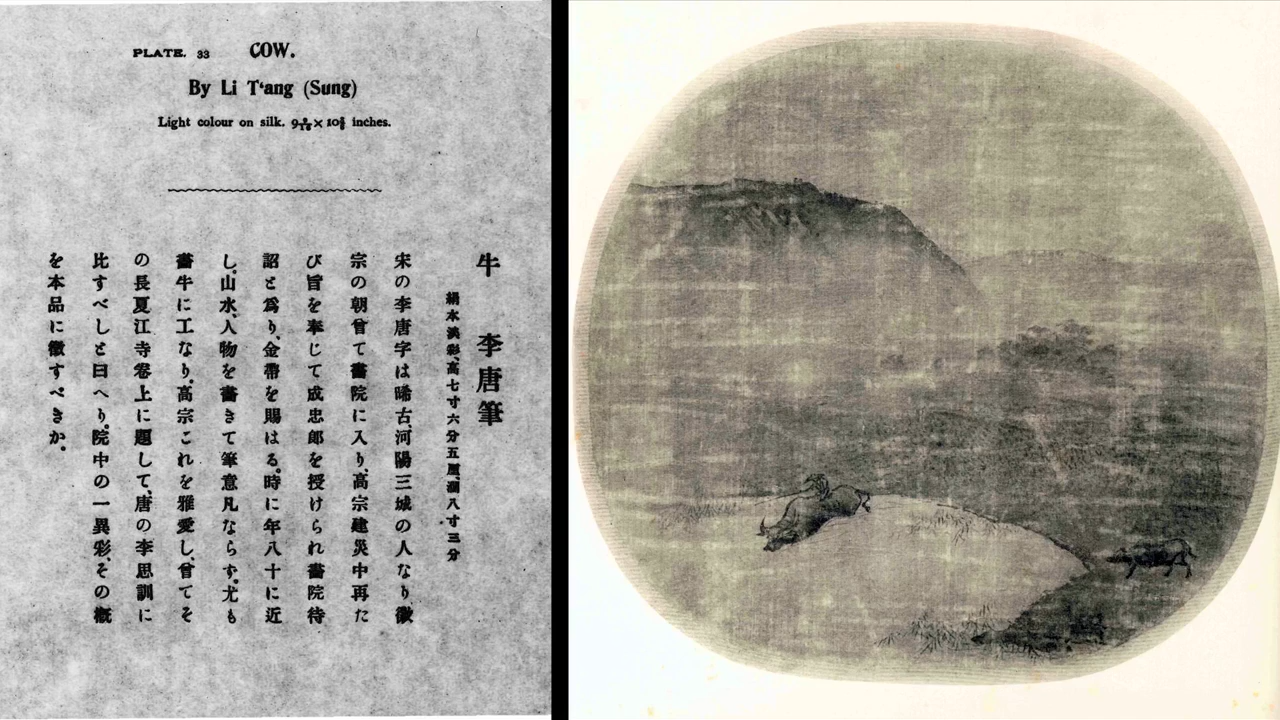 PLATE. 33 COW.
By Li T‘ang (Sung)
Light colour on silk. 9 9/16 × 10 2/8 inches.
牛 李唐筆
絹本淡彩、高七寸六分五厘、濶八寸三分
宋の李唐字は晞古、河陽三城の人なり徽
宗の朝曾て畫院に入り、高宗建炎中再た
び旨を奉じて成忠郎を授けられ畫院待
詔と爲り、金帶を賜はる。時に年八十に近
し。山水、人物を畫きて筆意凡ならず。尤も
畫牛に工なり。高宗これを雅愛し、曾てそ
の長夏江寺卷上に題して、唐の李思訓に
比すべしと曰へり。院中の一異彩、その概
を本品に徵すべきか。